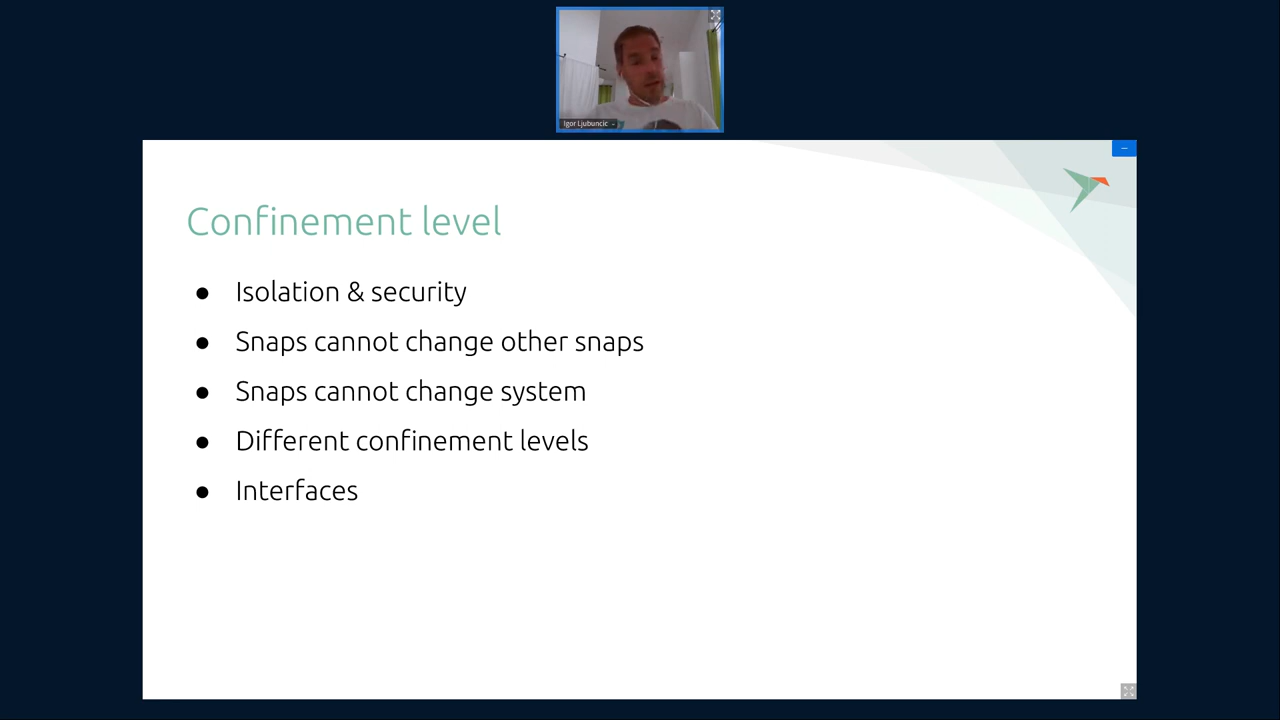 Igor Ljubuncic
Confinement level
● Isolation & security
● Snaps cannot change other snaps
● Snaps cannot change system
● Different confinement levels
● Interfaces